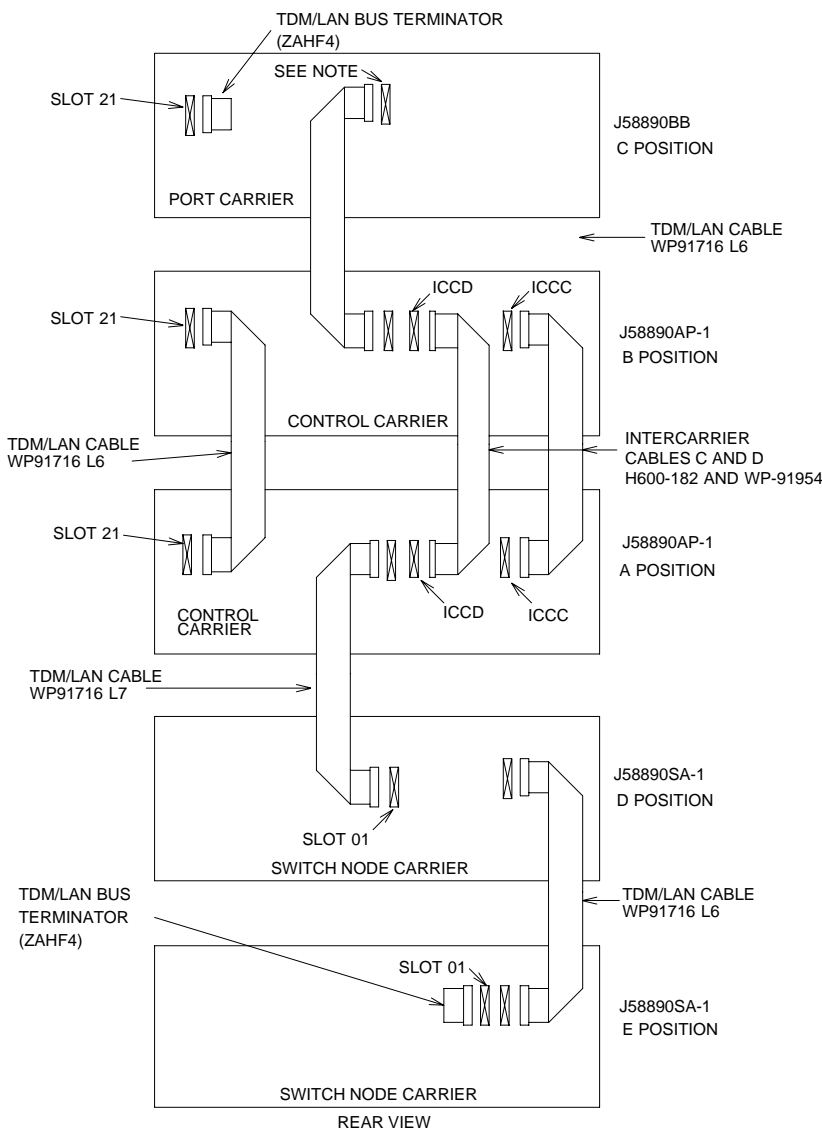 TDM/LAN BUS TERMINATOR
(ZAHF4)
SEE NOTE
SLOT 21
J58890BB
C POSITION
PORT CARRIER
TDM/LAN CABLE
WP91716 L6
ICCD
ICCC
SLOT 21
J58890AP-1
B POSITION
CONTROL CARRIER
TDM/LAN CABLE
WP91716 L6
INTERCARRIER
CABLES C AND D
H600-182 AND WP-91954
SLOT 21
J58890AP-1
A POSITION
ICCD
ICCC
CONTROL
CARRIER
TDM/LAN CABLE
WP91716 L7
J58890SA-1
D POSITION
SLOT 01
SWITCH NODE CARRIER
TDM/LAN BUS
TERMINATOR
(ZAHF4)
TDM/LAN CABLE
WP91716 L6
SLOT 01
J58890SA-1
E POSITION
SWITCH NODE CARRIER
REAR VIEW